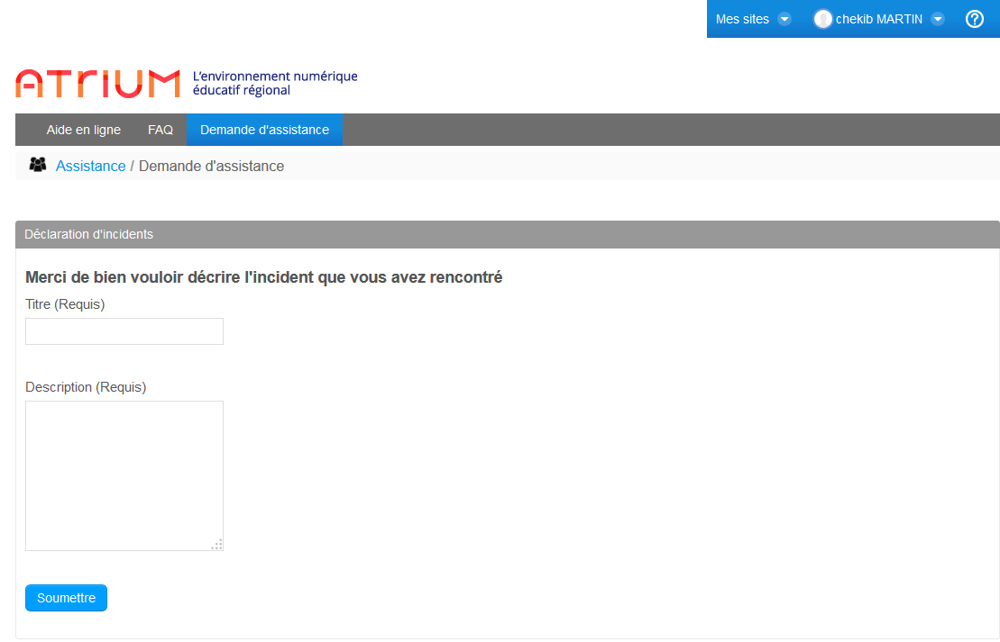 Mes sites
chekib MARTIN
?
ATRIUM
L'environnement numérique
éducatif régional
Aide en ligne
FAQ
Demande d'assistance
Assistance / Demande d'assistance
Déclaration d'incidents
Merci de bien vouloir décrire l'incident que vous avez rencontré
Titre (Requis)
Description (Requis)
Soumettre